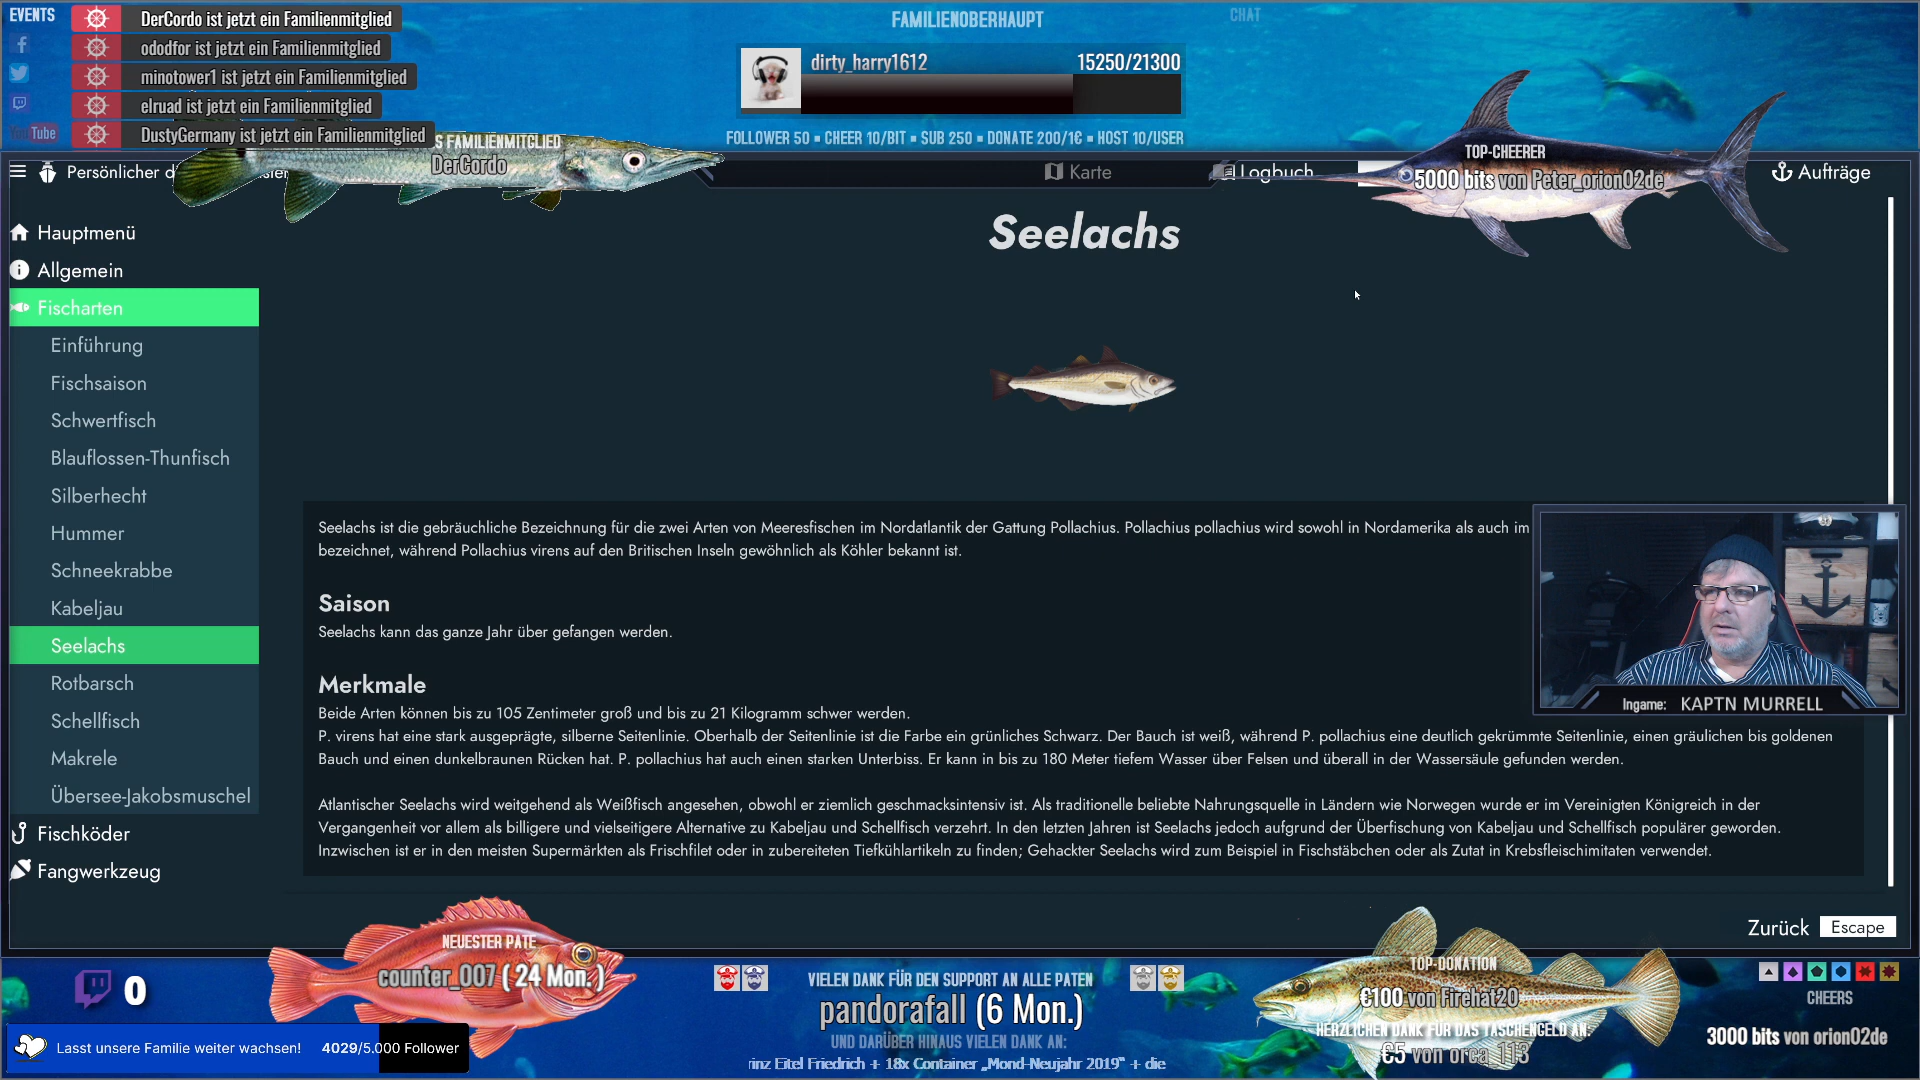 EVENTS
DerCordo ist jetzt ein Familienmitglied
ododfor ist jetzt ein Familienmitglied
minotower1 ist jetzt ein Familienmitglied
elruad ist jetzt ein Familienmitglied
DustyGermany ist jetzt ein Familienmitglied
YouTube
FAMILIENOBERHAUPT
dirty_harry1612
15250/21300
FOLLOWER 50 ▪ CHEER 10/BIT ▪ SUB 250 ▪ DONATE 200/1€ ▪ HOST 10/USER
CHAT
S FAMILIENMITGLIED
DerCordo
TOP-CHEERER
5000 bits von Peter_orion02de
Persönlicher
Karte
Logbuch
Aufträge
Hauptmenü
Allgemein
Fischarten
Einführung
Fischsaison
Schwertfisch
Blauflossen-Thunfisch
Silberhecht
Hummer
Schneekrabbe
Kabeljau
Seelachs
Rotbarsch
Schellfisch
Makrele
Übersee-Jakobsmuschel
Fischköder
Fangwerkzeug
Seelachs
Seelachs ist die gebräuchliche Bezeichnung für die zwei Arten von Meeresfischen im Nordatlantik der Gattung Pollachius. Pollachius pollachius wird sowohl in Nordamerika als auch im
bezeichnet, während Pollachius virens auf den Britischen Inseln gewöhnlich als Köhler bekannt ist.
Saison
Seelachs kann das ganze Jahr über gefangen werden.
Merkmale
Beide Arten können bis zu 105 Zentimeter groß und bis zu 21 Kilogramm schwer werden.
P. virens hat eine stark ausgeprägte, silberne Seitenlinie. Oberhalb der Seitenlinie ist die Farbe ein grünliches Schwarz. Der Bauch ist weiß, während P. pollachius eine deutlich gekrümmte Seitenlinie, einen gräulichen bis goldenen
Bauch und einen dunkelbraunen Rücken hat. P. pollachius hat auch einen starken Unterbiss. Er kann in bis zu 180 Meter tiefem Wasser über Felsen und überall in der Wassersäule gefunden werden.
Atlantischer Seelachs wird weitgehend als Weißfisch angesehen, obwohl er ziemlich geschmacksintensiv ist. Als traditionelle beliebte Nahrungsquelle in Ländern wie Norwegen wurde er im Vereinigten Königreich in der
Vergangenheit vor allem als billigere und vielseitigere Alternative zu Kabeljau und Schellfisch verzehrt. In den letzten Jahren ist Seelachs jedoch aufgrund der Überfischung von Kabeljau und Schellfisch populärer geworden.
Inzwischen ist er in den meisten Supermärkten als Frischfilet oder in zubereiteten Tiefkühlartikeln zu finden; Gehackter Seelachs wird zum Beispiel in Fischstäbchen oder als Zutat in Krebsfleischimitaten verwendet.
Ingame: KAPTN MURRELL
Zurück
Escape
NEUESTER PATE
counter_007 ( 24 Mon. )
0
Lasst unsere Familie weiter wachsen!
4029/5.000 Follower
VIELEN DANK FÜR DEN SUPPORT AN ALLE PATEN
pandorafall (6 Mon.)
UND DARÜBER HINAUS VIELEN DANK AN:
rinz Eitel Friedrich + 18x Container „Mond-Neujahr 2019“ + die
TOP-DONATION
€100 von Firehat20
HERZLICHEN DANK FÜR DAS TASCHENGELD AN:
€5 von orca_113
CHEERS
3000 bits von orion02de